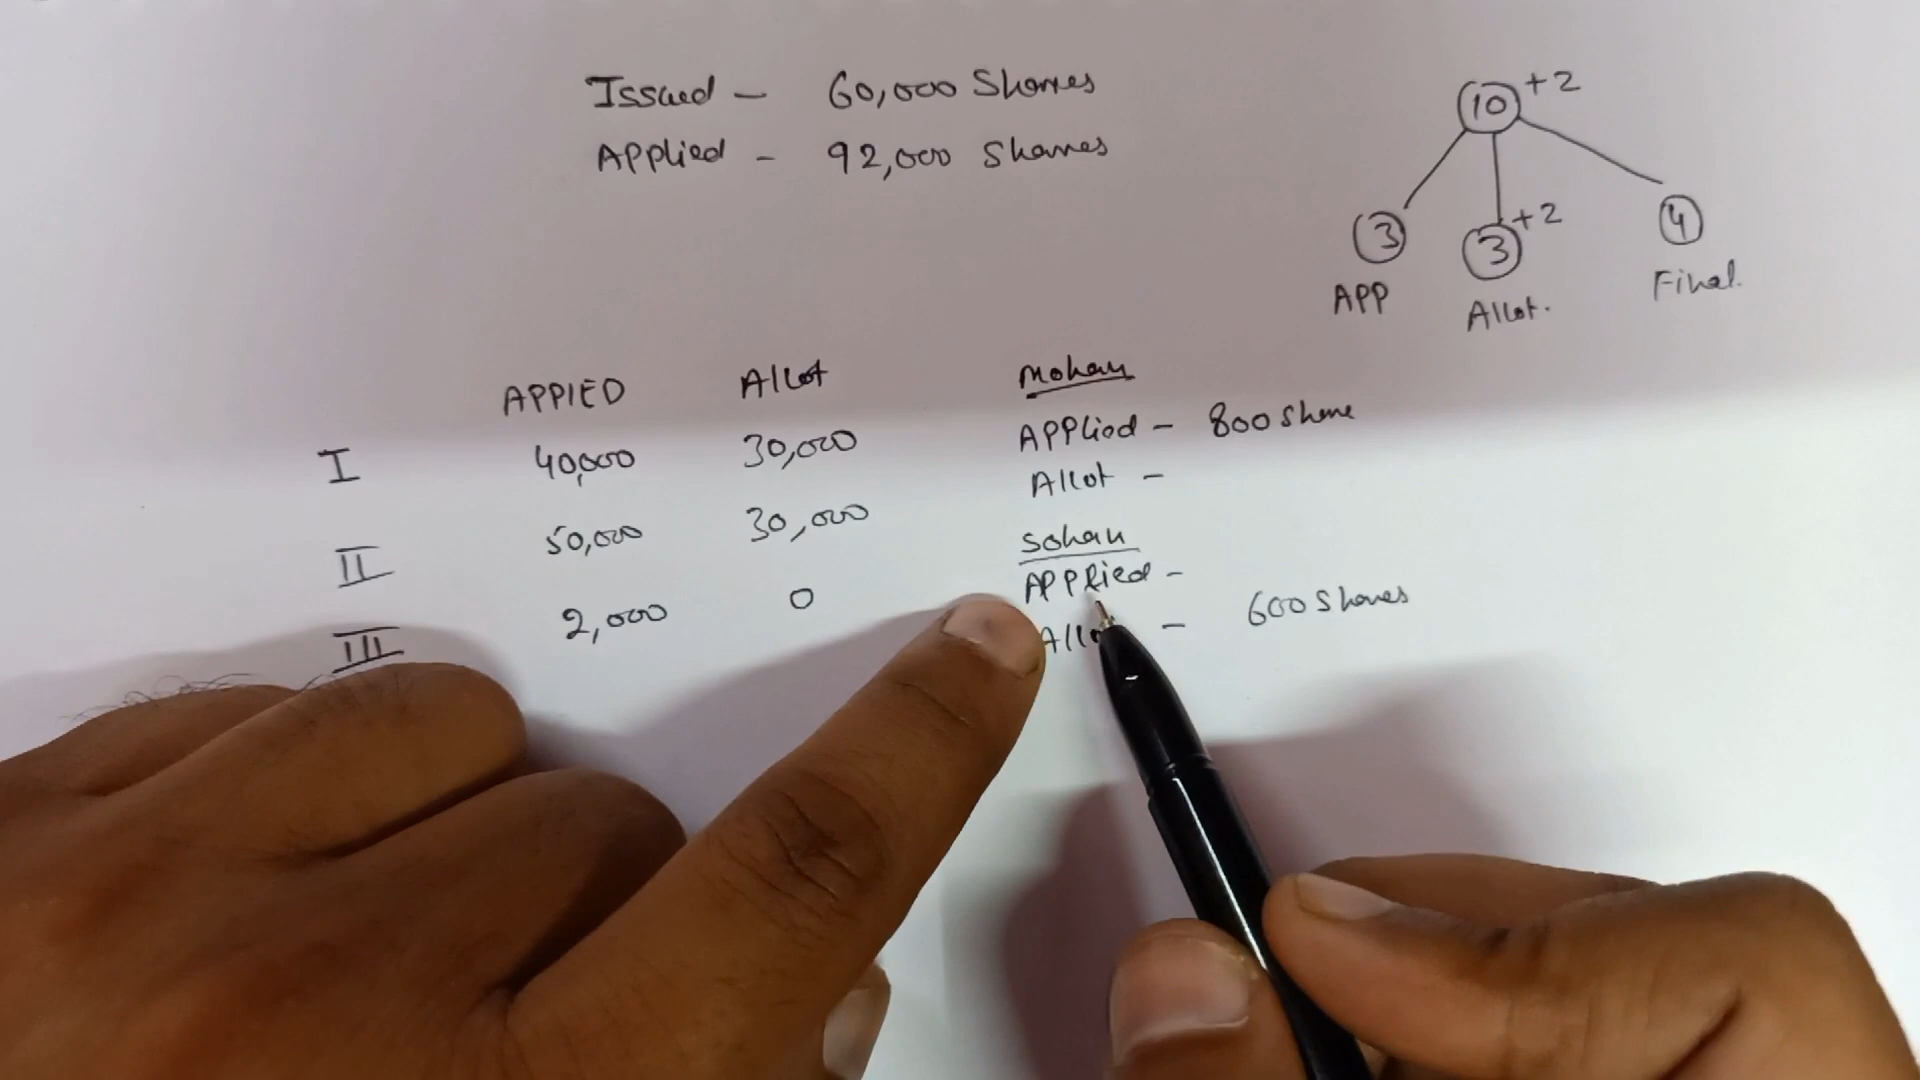 Issued - 60,000 Shares
Applied - 92,000 Shares
10 +2
3
3 +2
4
APP
Allot.
Final.
APPIED Allot
I 40,000 30,000
II 50,000 30,000
III 2,000 0
Mohan
Applied - 800 Share
Allot -
Sohan
Applied -
- 600 Shares